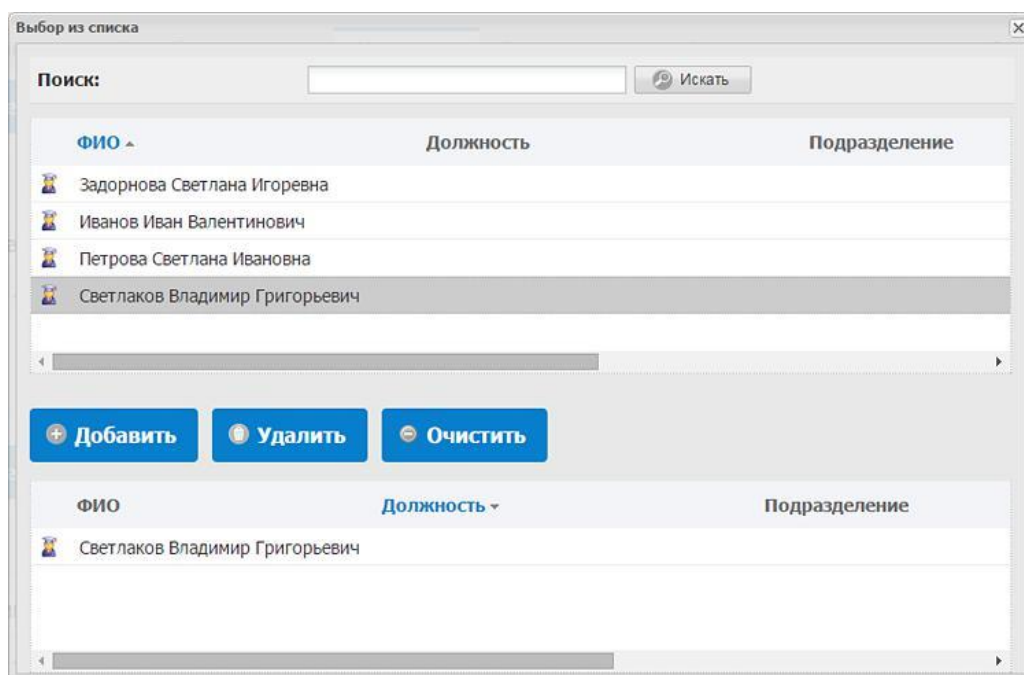 Выбор из списка
Поиск: Искать
ФИО Должность Подразделение
Задорнова Светлана Игоревна
Иванов Иван Валентинович
Петрова Светлана Ивановна
Светлаков Владимир Григорьевич
Добавить Удалить Очистить
ФИО Должность Подразделение
Светлаков Владимир Григорьевич